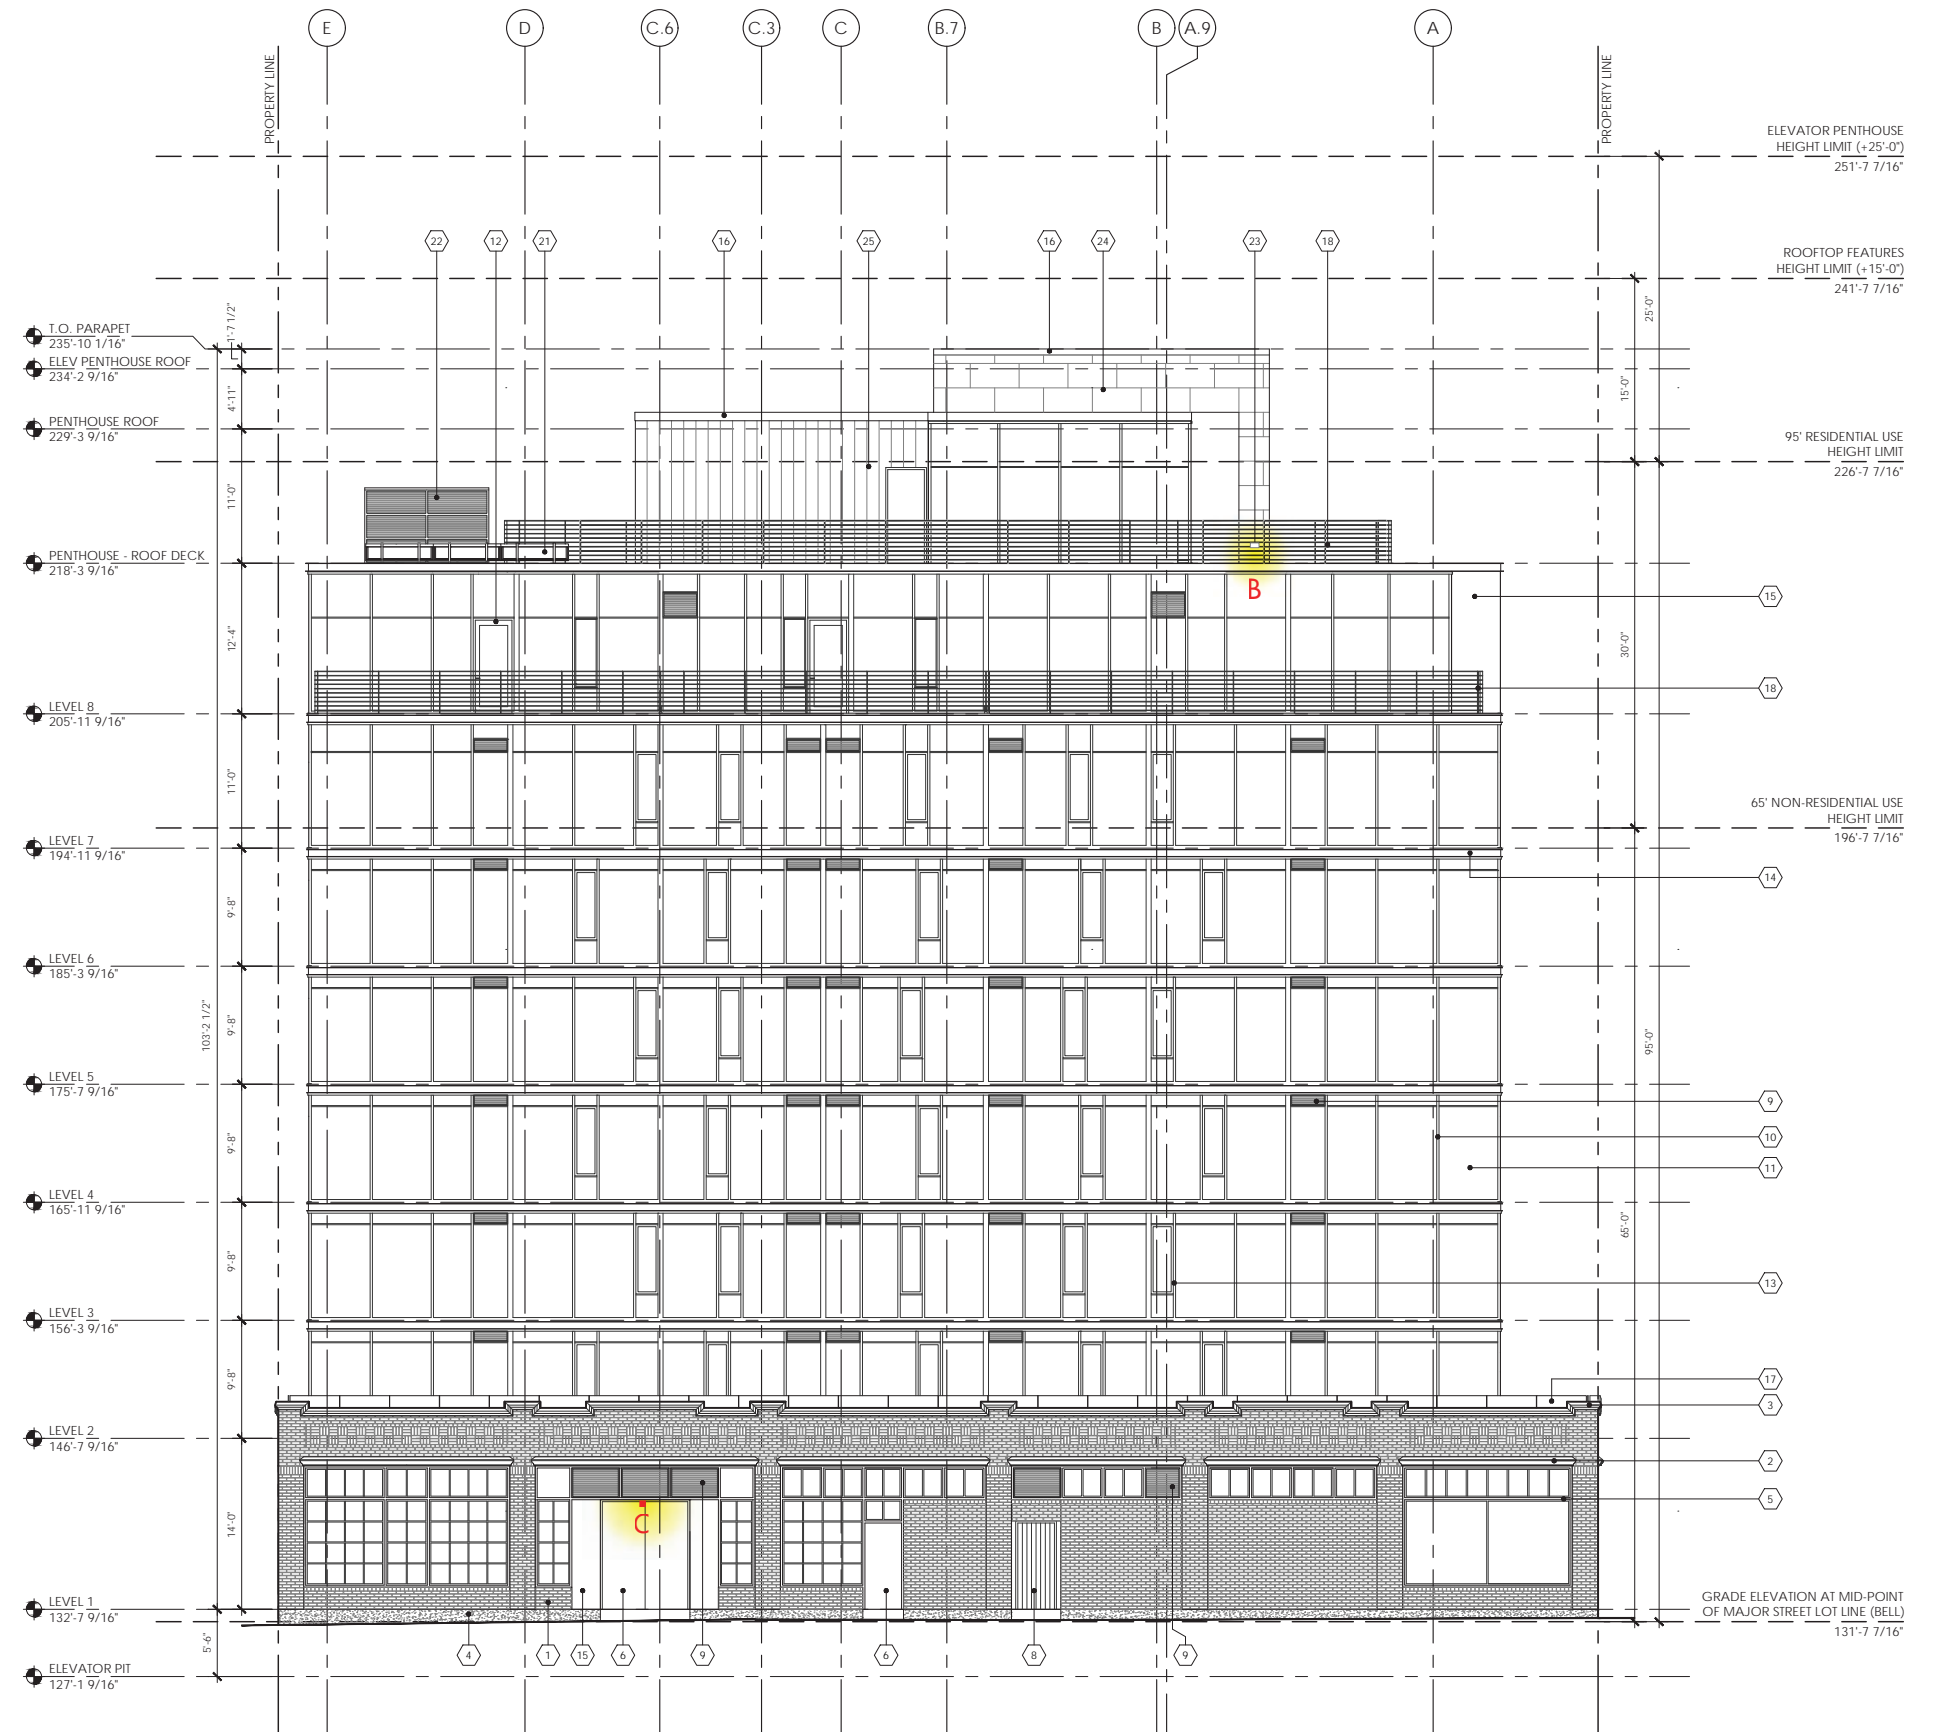 E
D
C.6
C.3
C
B.7
B
A.9
A
PROPERTY LINE
PROPERTY LINE
ELEVATOR PENTHOUSE
HEIGHT LIMIT (+25'-0")
251'-7 7/16"
22
12
21
16
25
16
24
23
18
ROOFTOP FEATURES
HEIGHT LIMIT (+15'-0")
241'-7 7/16"
25'-0"
1'-7 1/2"
T.O. PARAPET
235'-10 1/16"
ELEV PENTHOUSE ROOF
234'-2 9/16"
4'-11"
15'-0"
PENTHOUSE ROOF
229'-3 9/16"
95' RESIDENTIAL USE
HEIGHT LIMIT
226'-7 7/16"
11'-0"
PENTHOUSE - ROOF DECK
218'-3 9/16"
B
15
12'-4"
30'-0"
18
LEVEL 8
205'-11 9/16"
11'-0"
65' NON-RESIDENTIAL USE
HEIGHT LIMIT
196'-7 7/16"
LEVEL 7
194'-11 9/16"
14
9'-8"
LEVEL 6
185'-3 9/16"
103'-2 1/2"
9'-8"
95'-0"
LEVEL 5
175'-7 9/16"
9
10
9'-8"
11
LEVEL 4
165'-11 9/16"
65'-0"
9'-8"
13
LEVEL 3
156'-3 9/16"
9'-8"
17
3
LEVEL 2
146'-7 9/16"
2
5
14'-0"
C
LEVEL 1
132'-7 9/16"
GRADE ELEVATION AT MID-POINT
OF MAJOR STREET LOT LINE (BELL)
131'-7 7/16"
5'-6"
4
1
15
6
9
6
8
9
ELEVATOR PIT
127'-1 9/16"